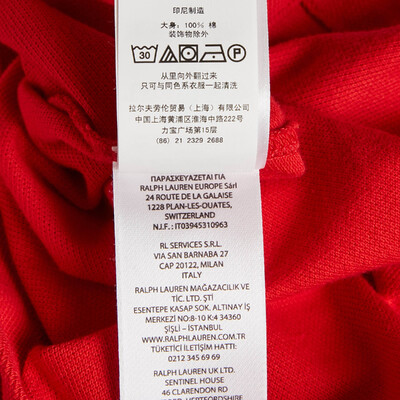 印尼制造
大身：100% 棉
装饰物除外
30 P
从里向外翻过来
只可与同色系衣服一起清洗
拉尔夫劳伦贸易（上海）有限公司
中国上海黄浦区淮海中路222号
力宝广场第15层
(86) 21 2329 2688
ΠΑΡΑΣΚΕΥΑΖΕΤΑΙ ΓΙΑ
RALPH LAUREN EUROPE Sàrl
24 ROUTE DE LA GALAISE
1228 PLAN-LES-OUATES,
SWITZERLAND
N.I.F.: IT03945310963
RL SERVICES S.R.L.
VIA SAN BARNABA 27
CAP 20122, MILAN
ITALY
RALPH LAUREN MAĞAZACILIK VE
TİC. LTD. ŞTİ
ESENTEPE KASAP SOK. ALTINAY İŞ
MERKEZİ NO:8-10 K:4 34360
ŞİŞLİ - İSTANBUL
www.RALPHLAUREN.COM
TÜKETİCİ İLETİŞİM HATTI:
0212 345 69 69
RALPH LAUREN UK LTD.
SENTINEL HOUSE
46 CLARENDON RD
HERTFORDSHIRE